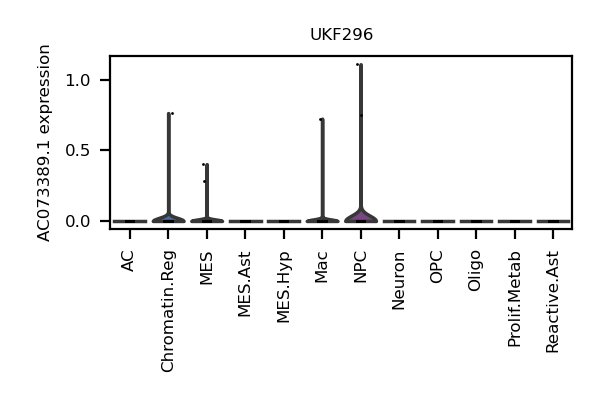 UKF296
AC073389.1 expression
1.0
0.5
0.0
AC
Chromatin.Reg
MES
MES.Ast
MES.Hyp
Mac
NPC
Neuron
OPC
Oligo
Prolif.Metab
Reactive.Ast